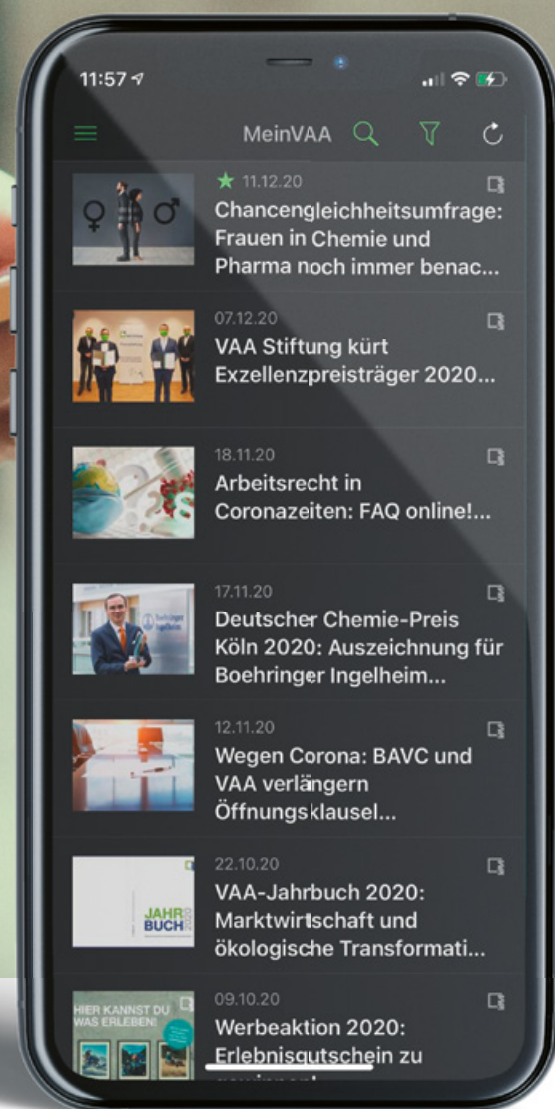 11:57
MeinVAA
11.12.20
Chancengleichheitsumfrage:
Frauen in Chemie und
Pharma noch immer benac...
07.12.20
VAA Stiftung kürt
Exzellenzpreisträger 2020...
18.11.20
Arbeitsrecht in
Coronazeiten: FAQ online!...
17.11.20
Deutscher Chemie-Preis
Köln 2020: Auszeichnung für
Boehringer Ingelheim...
Boehringer
Ingelheim
12.11.20
Wegen Corona: BAVC und
VAA verlängern
Öffnungsklausel...
22.10.20
VAA-Jahrbuch 2020:
Marktwirtschaft und
ökologische Transformati...
JAHR
BUCH
2020
09.10.20
Werbeaktion 2020:
Erlebnisgutschein zu
HIER KANNST DU
WAS ERLEBEN!